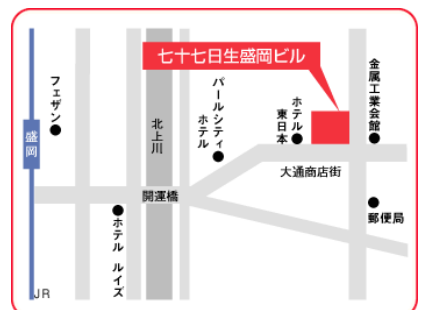 七十七日生盛岡ビル
フェザン
盛岡
北上川
パールシティ
ホテル
ホテル
東日本
金属工業会館
大通商店街
開運橋
ホテル ルイズ
郵便局
JR